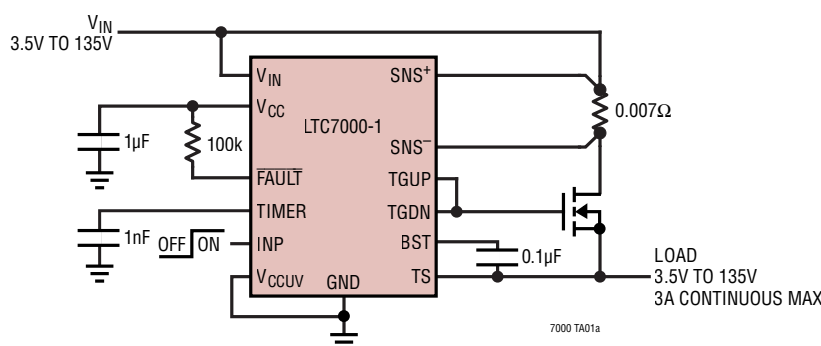 VIN
3.5V TO 135V
VIN
SNS+
0.007Ω
VCC
LTC7000-1
1µF
100k
SNS–
FAULT
TGUP
TIMER
TGDN
1nF
OFF ON
INP
BST
0.1µF
VCCUV
GND
TS
LOAD
3.5V TO 135V
3A CONTINUOUS MAX
7000 TA01a